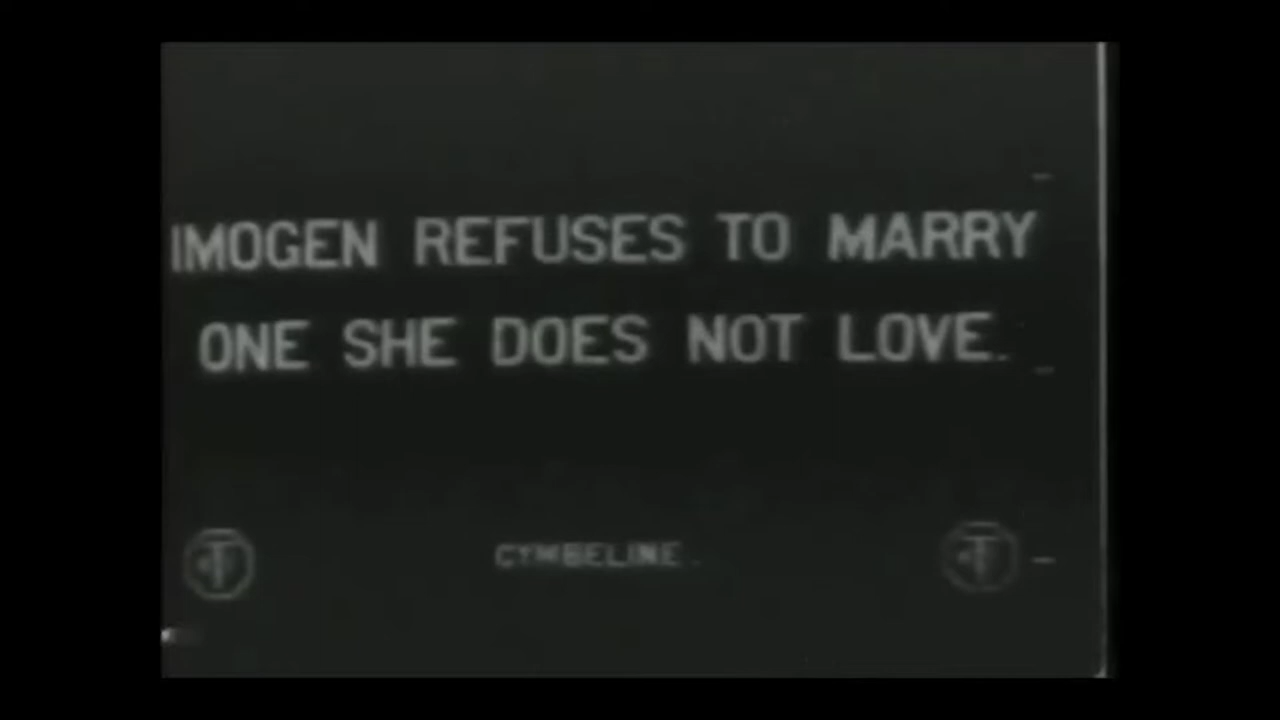 IMOGEN REFUSES TO MARRY
ONE SHE DOES NOT LOVE.
CYMBELINE.